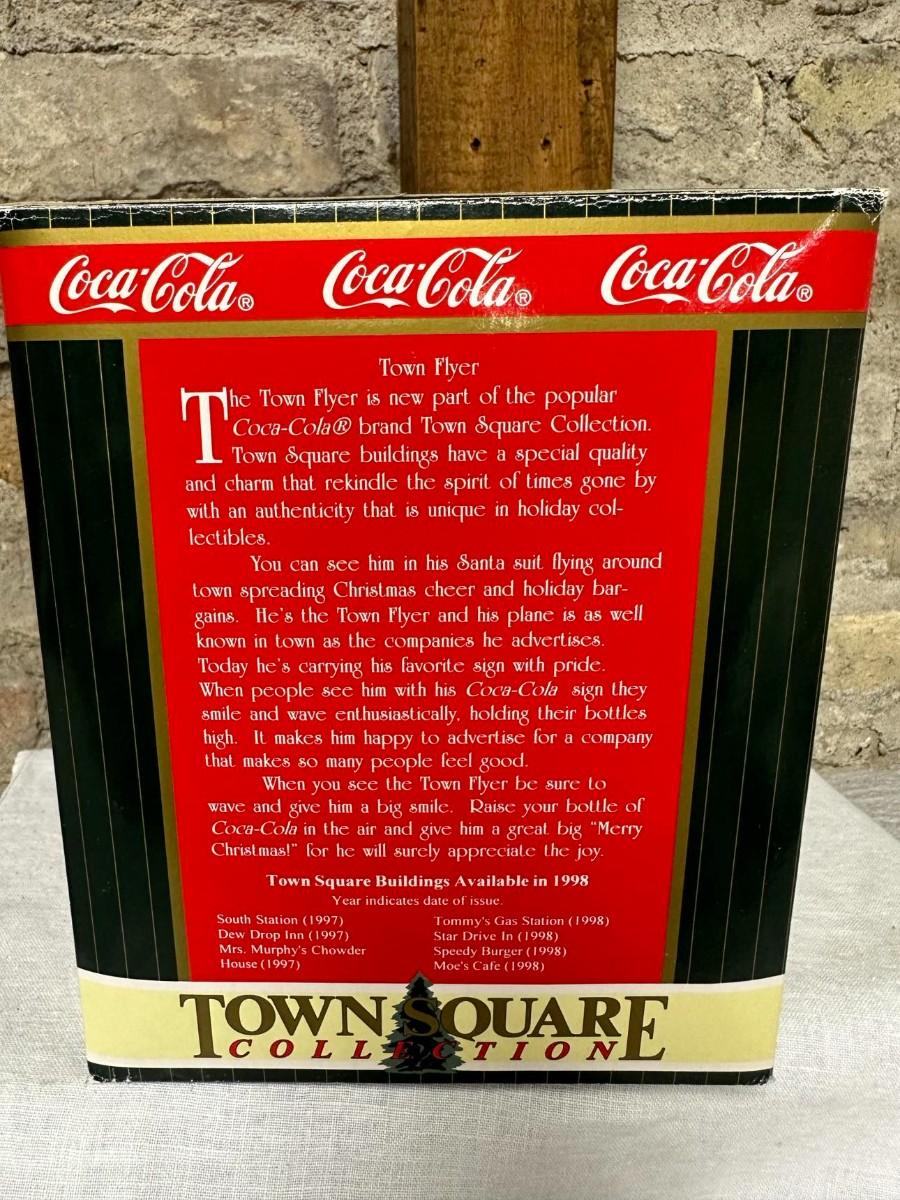 Coca-Cola® Coca-Cola® Coca-Cola®
Town Flyer
The Town Flyer is new part of the popular
Coca-Cola® brand Town Square Collection.
Town Square buildings have a special quality
and charm that rekindle the spirit of times gone by
with an authenticity that is unique in holiday col-
lectibles.
You can see him in his Santa suit flying around
town spreading Christmas cheer and holiday bar-
gains. He's the Town Flyer and his plane is as well
known in town as the companies he advertises.
Today he's carrying his favorite sign with pride.
When people see him with his Coca-Cola sign they
smile and wave enthusiastically, holding their bottles
high. It makes him happy to advertise for a company
that makes so many people feel good.
When you see the Town Flyer be sure to
wave and give him a big smile. Raise your bottle of
Coca-Cola in the air and give him a great big "Merry
Christmas!" for he will surely appreciate the joy.
Town Square Buildings Available in 1998
Year indicates date of issue.
South Station (1997)
Dew Drop Inn (1997)
Mrs. Murphy's Chowder
House (1997)
Tommy's Gas Station (1998)
Star Drive In (1998)
Speedy Burger (1998)
Moe's Cafe (1998)
TOWN SQUARE
COLLECTION